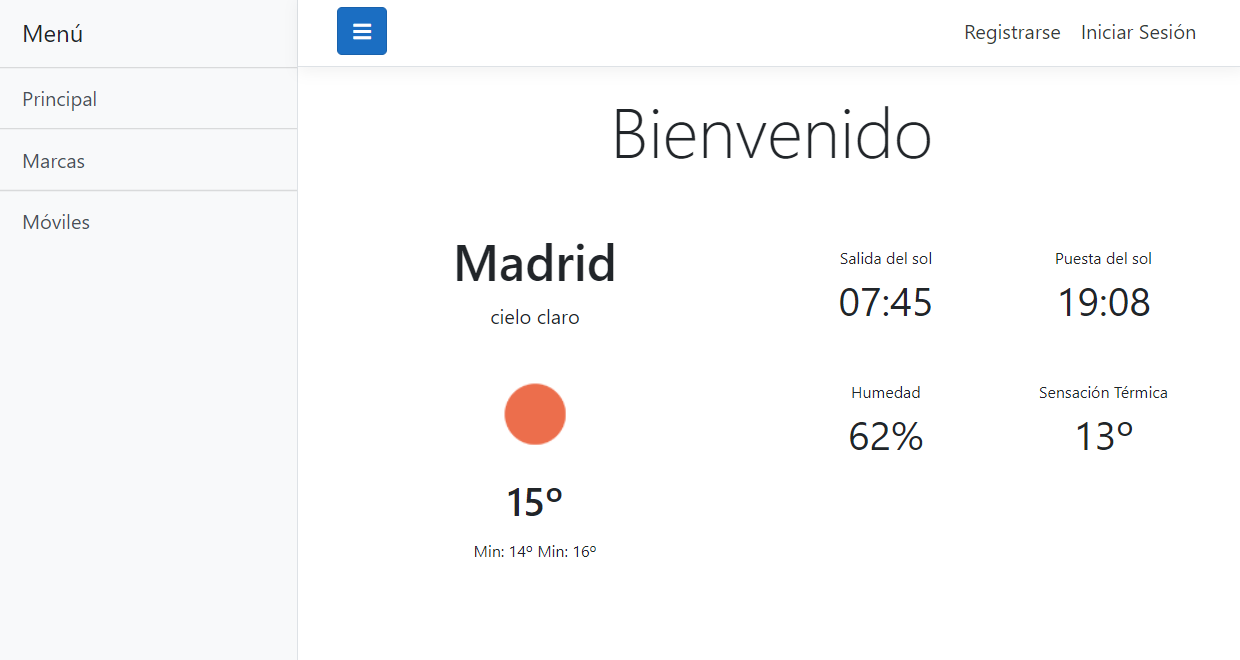 Menú
Registrarse Iniciar Sesión
Principal
Marcas
Móviles
Bienvenido
Madrid
cielo claro
15º
Min: 14º Min: 16º
Salida del sol
07:45
Puesta del sol
19:08
Humedad
62%
Sensación Térmica
13º